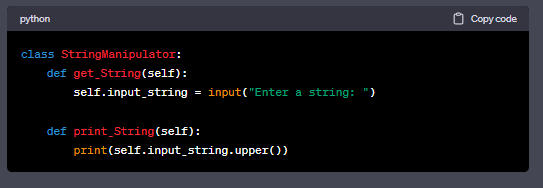 python Copy code
class StringManipulator:
    def get_String(self):
        self.input_string = input("Enter a string: ")

    def print_String(self):
        print(self.input_string.upper())